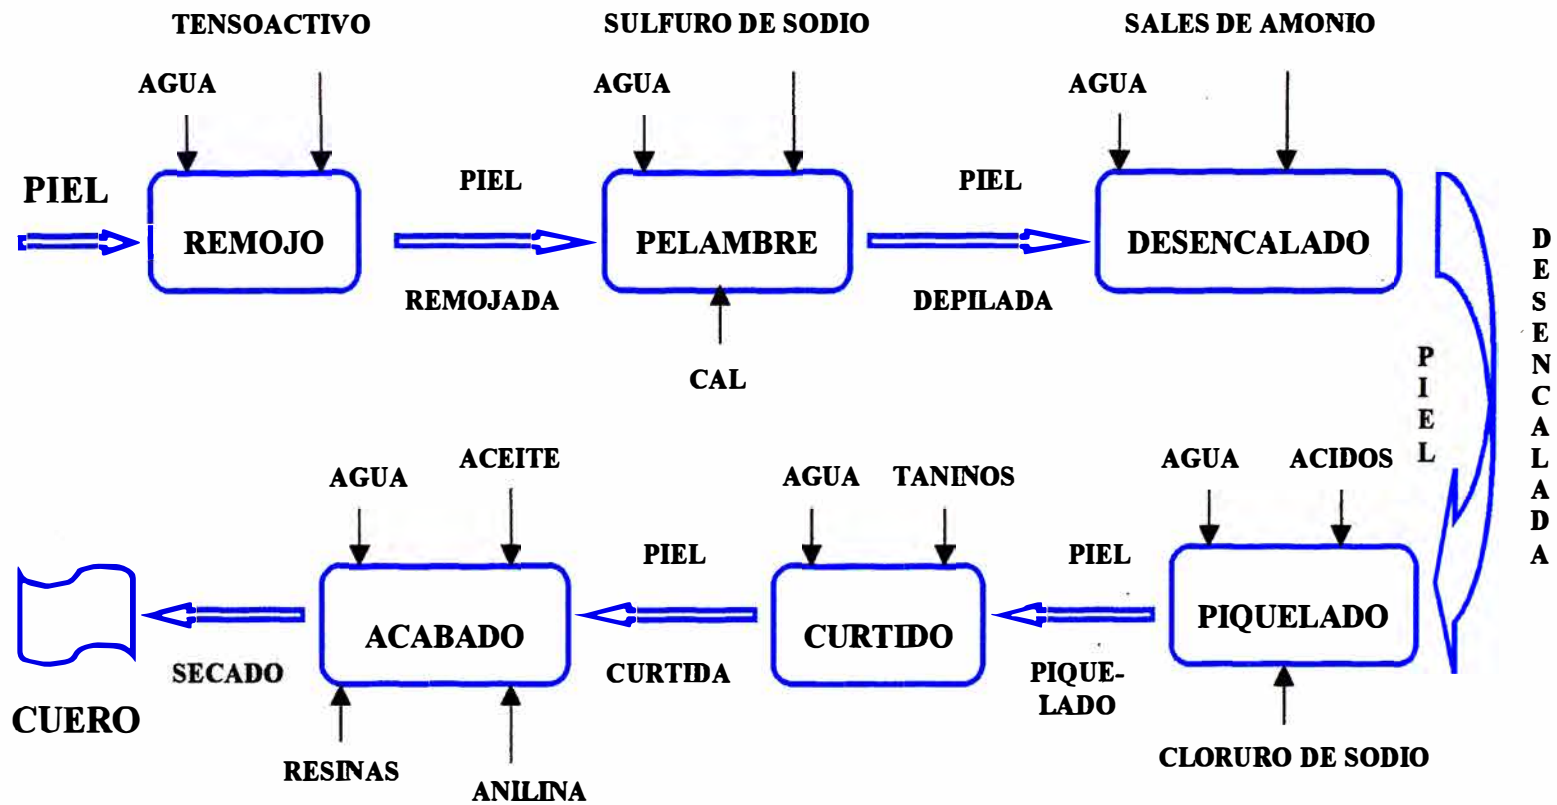 TENSOACTIVO
SULFURO DE SODIO
SALES DE AMONIO
AGUA
AGUA
AGUA
PIEL
REMOJO
PIEL
REMOJADA
PELAMBRE
CAL
PIEL
DEPILADA
DESENCALADO
PIEL
DESENCALADA
AGUA
ACIDOS
PIQUELADO
CLORURO DE SODIO
PIEL
PIQUE-
LADO
AGUA
TANINOS
CURTIDO
PIEL
CURTIDA
AGUA
ACEITE
ACABADO
RESINAS
ANILINA
SECADO
CUERO